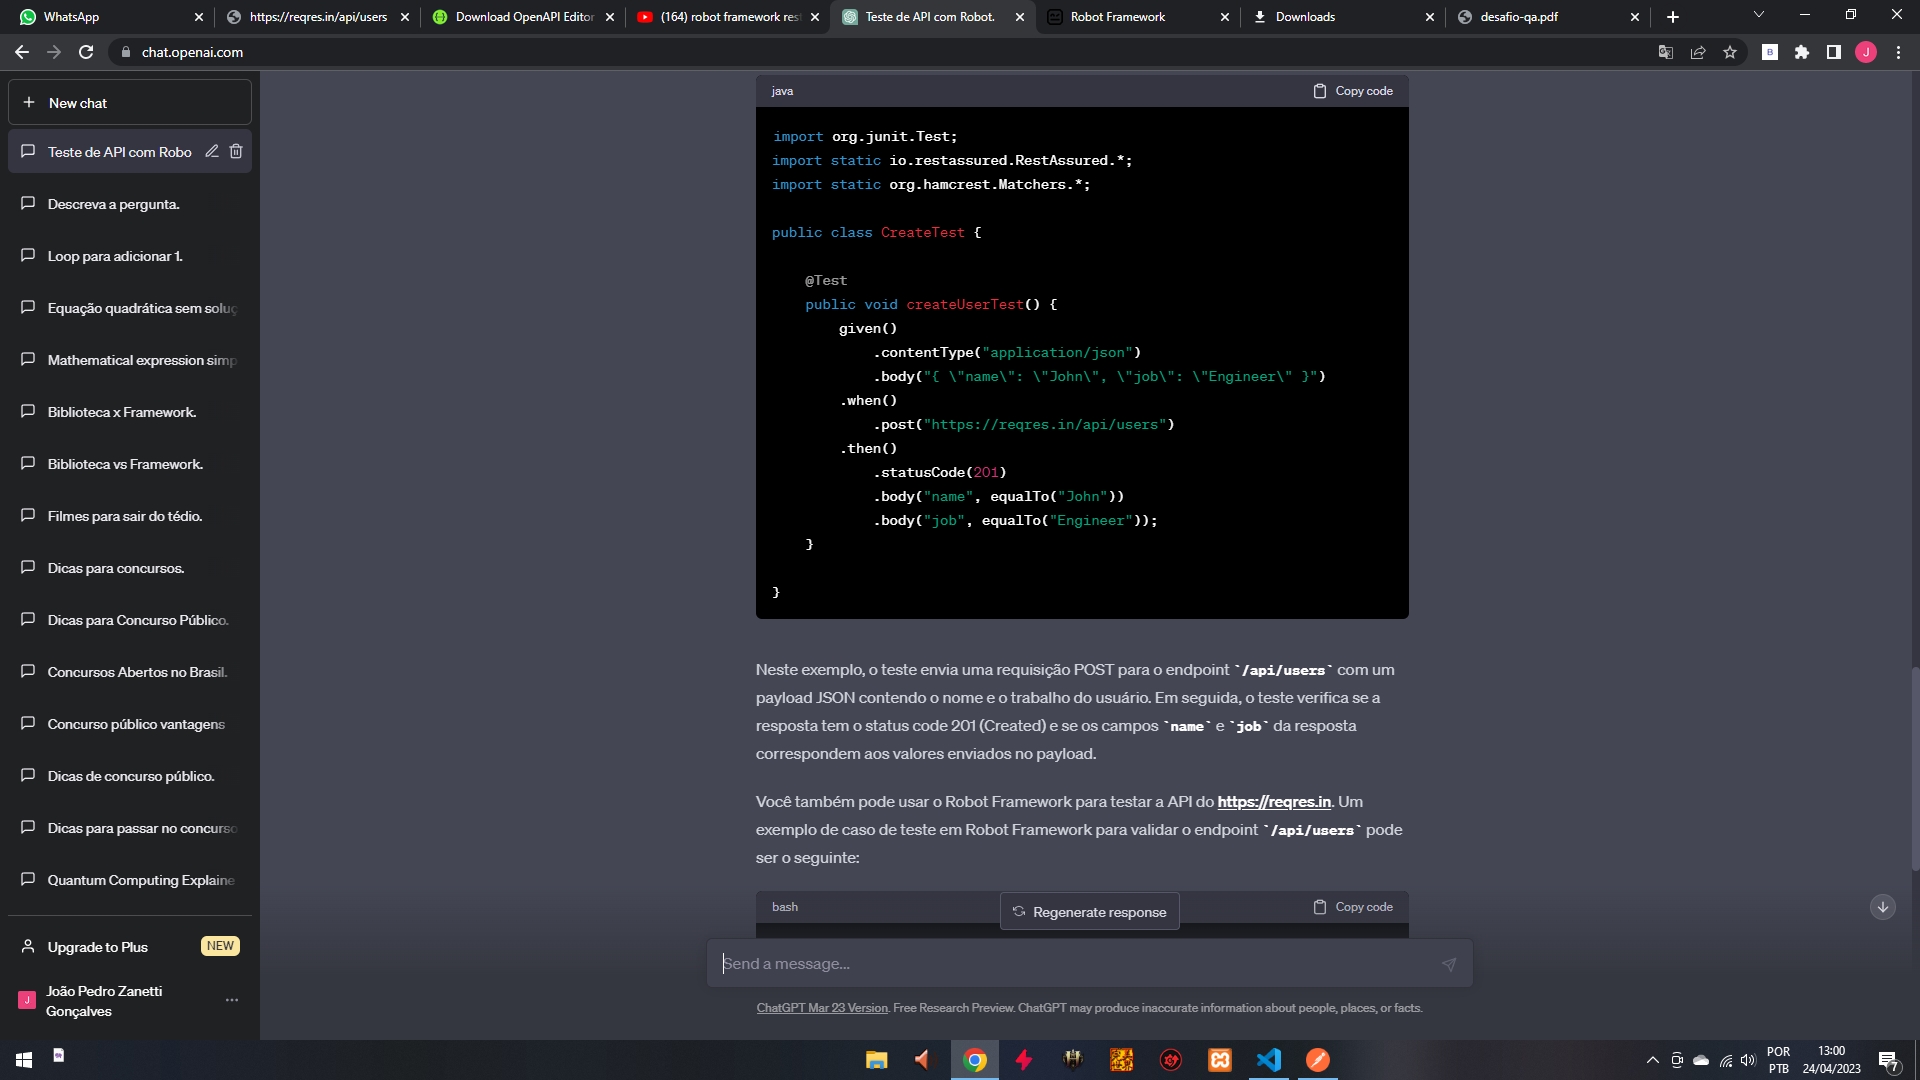 WhatsApp
https://reqres.in/api/users
Download OpenAPI Editor
(164) robot framework res
Teste de API com Robot.
Robot Framework
Downloads
desafio-qa.pdf
chat.openai.com
New chat
Teste de API com Robo
Descreva a pergunta.
Loop para adicionar 1.
Equação quadrática sem soluç
Mathematical expression simp
Biblioteca x Framework.
Biblioteca vs Framework.
Filmes para sair do tédio.
Dicas para concursos.
Dicas para Concurso Público.
Concursos Abertos no Brasil.
Concurso público vantagens
Dicas de concurso público.
Dicas para passar no concurso
Quantum Computing Explaine
Upgrade to Plus NEW
J João Pedro Zanetti
Gonçalves
java Copy code
import org.junit.Test;
import static io.restassured.RestAssured.*;
import static org.hamcrest.Matchers.*;
public class CreateTest {
@Test
public void createUserTest() {
given()
.contentType("application/json")
.body("{ \"name\": \"John\", \"job\": \"Engineer\" }")
.when()
.post("https://reqres.in/api/users")
.then()
.statusCode(201)
.body("name", equalTo("John"))
.body("job", equalTo("Engineer"));
}
}
Neste exemplo, o teste envia uma requisição POST para o endpoint `/api/users` com um
payload JSON contendo o nome e o trabalho do usuário. Em seguida, o teste verifica se a
resposta tem o status code 201 (Created) e se os campos `name` e `job` da resposta
correspondem aos valores enviados no payload.
Você também pode usar o Robot Framework para testar a API do https://reqres.in. Um
exemplo de caso de teste em Robot Framework para validar o endpoint `/api/users` pode
ser o seguinte:
bash Copy code
Regenerate response
Send a message...
ChatGPT Mar 23 Version. Free Research Preview. ChatGPT may produce inaccurate information about people, places, or facts.
POR
PTB
13:00
24/04/2023
7